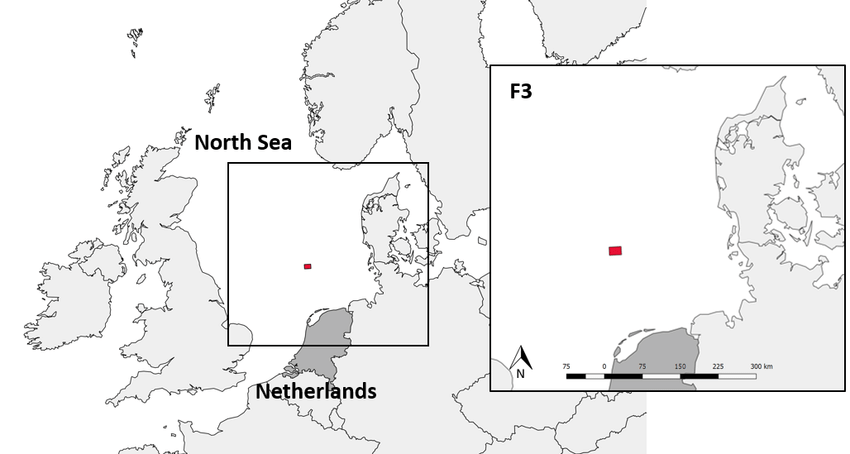 F3
North Sea
75 0 75 150 225 300 km
N
Netherlands